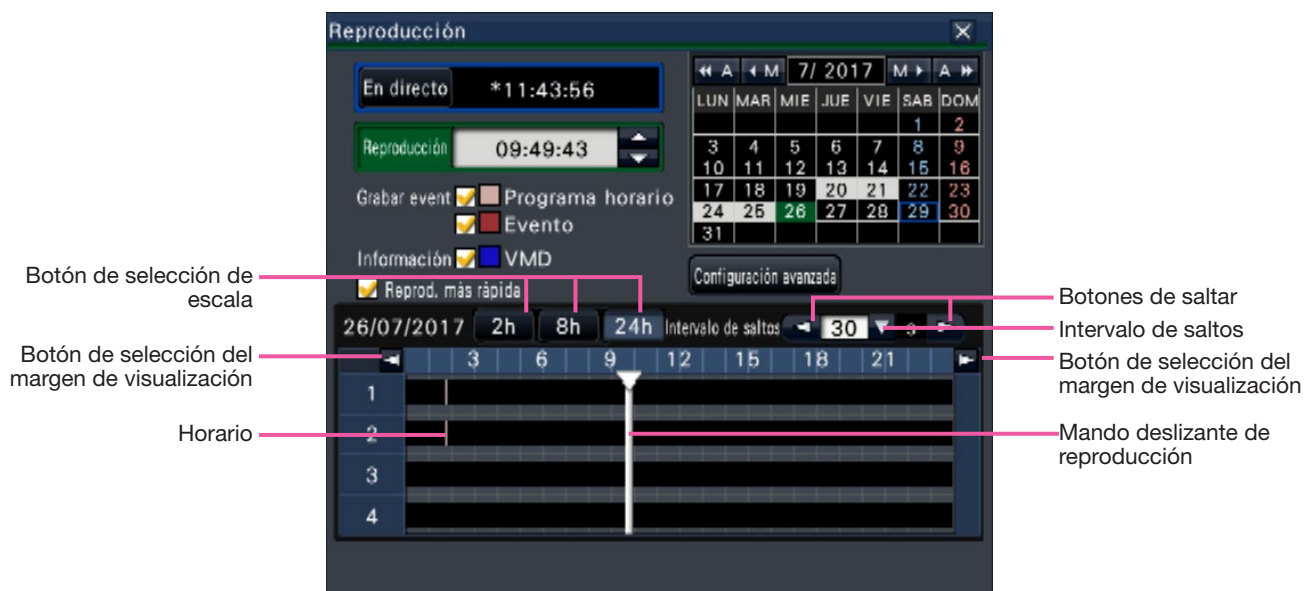 Reproducción
En directo *11:43:56
Reproducción 09:49:43
Grabar event Programa horario
Evento
Información VMD
Reprod. más rápida
A M 7/ 2017 M A
LUN MAR MIE JUE VIE SAB DOM
1 2
3 4 5 6 7 8 9
10 11 12 13 14 15 16
17 18 19 20 21 22 23
24 25 26 27 28 29 30
31
Configuración avanzada
Botón de selección de
escala
26/07/2017 2h 8h 24h Intervalo de saltos 30
Botones de saltar
Intervalo de saltos
Botón de selección del
margen de visualización
3 6 9 12 15 18 21
Botón de selección del
margen de visualización
1
Horario
2
Mando deslizante de
reproducción
3
4